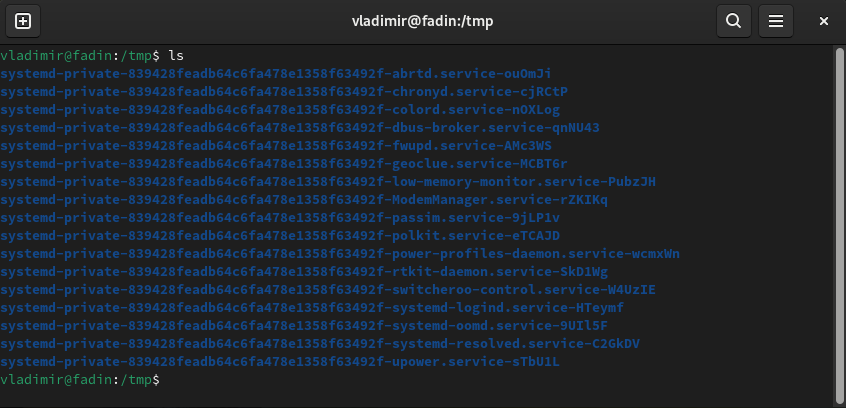 vladimir@fadin:/tmp
vladimir@fadin:/tmp$ ls
systemd-private-839428feadb64c6fa478e1358f63492f-abrtd.service-ouOmJi
systemd-private-839428feadb64c6fa478e1358f63492f-chronyd.service-cjRCtP
systemd-private-839428feadb64c6fa478e1358f63492f-colord.service-nOXLog
systemd-private-839428feadb64c6fa478e1358f63492f-dbus-broker.service-qnNU43
systemd-private-839428feadb64c6fa478e1358f63492f-fwupd.service-AMc3WS
systemd-private-839428feadb64c6fa478e1358f63492f-geoclue.service-MCBT6r
systemd-private-839428feadb64c6fa478e1358f63492f-low-memory-monitor.service-PubzJH
systemd-private-839428feadb64c6fa478e1358f63492f-ModemManager.service-rZKIKq
systemd-private-839428feadb64c6fa478e1358f63492f-passim.service-9jLP1v
systemd-private-839428feadb64c6fa478e1358f63492f-polkit.service-eTCAJD
systemd-private-839428feadb64c6fa478e1358f63492f-power-profiles-daemon.service-wcmxWn
systemd-private-839428feadb64c6fa478e1358f63492f-rtkit-daemon.service-SkD1Wg
systemd-private-839428feadb64c6fa478e1358f63492f-switcheroo-control.service-W4UzIE
systemd-private-839428feadb64c6fa478e1358f63492f-systemd-logind.service-HTeymf
systemd-private-839428feadb64c6fa478e1358f63492f-systemd-oomd.service-9UIl5F
systemd-private-839428feadb64c6fa478e1358f63492f-systemd-resolved.service-C2GkDV
systemd-private-839428feadb64c6fa478e1358f63492f-upower.service-sTbU1L
vladimir@fadin:/tmp$